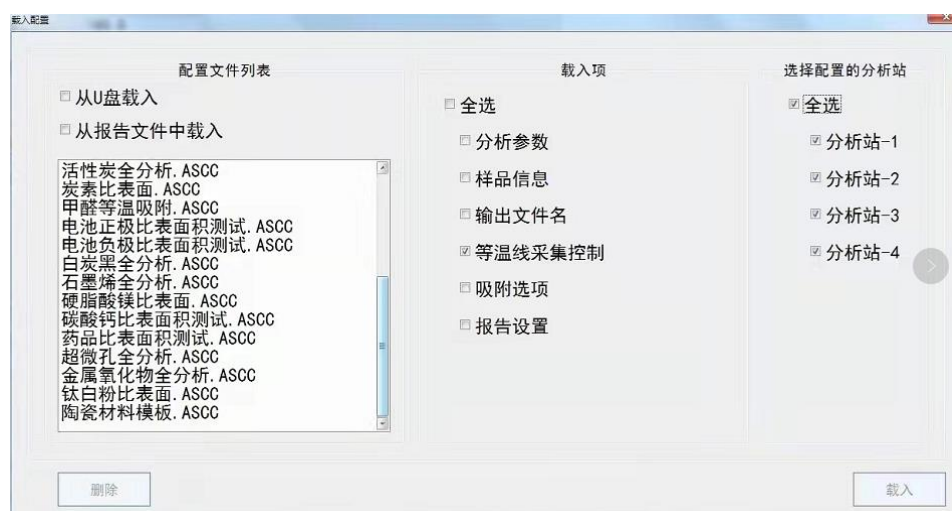 载入配置
配置文件列表
从U盘载入
从报告文件中载入
活性炭全分析.ASCC
炭素比表面.ASCC
甲醛等温吸附.ASCC
电池正极比表面积测试.ASCC
电池负极比表面积测试.ASCC
白炭黑全分析.ASCC
石墨烯全分析.ASCC
硬脂酸镁比表面.ASCC
碳酸钙比表面积测试.ASCC
药品比表面积测试.ASCC
超微孔全分析.ASCC
金属氧化物全分析.ASCC
钛白粉比表面.ASCC
陶瓷材料模板.ASCC
删除
载入项
全选
分析参数
样品信息
输出文件名
等温线采集控制
吸附选项
报告设置
选择配置的分析站
全选
分析站-1
分析站-2
分析站-3
分析站-4
载入